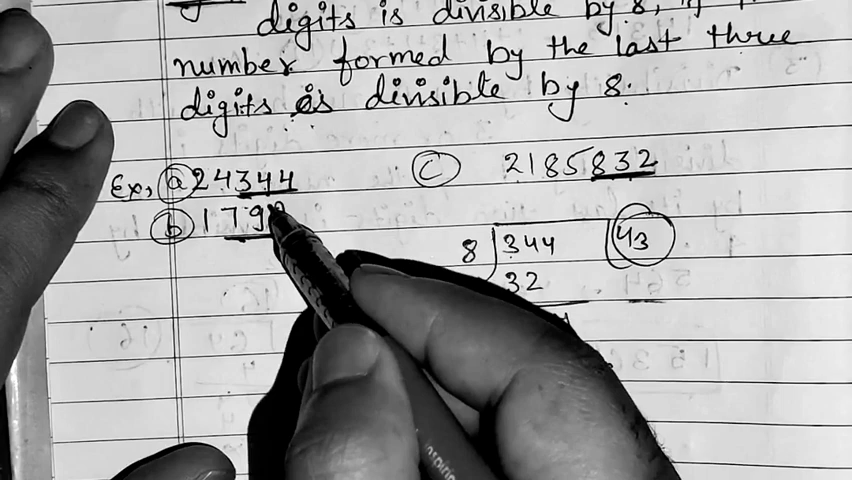 digits is divisible by 8, if
number formed by the last three
digits is divisible by 8.
Ex, (a) 24344
(b) 179
(c) 2185832
8 344 43
32